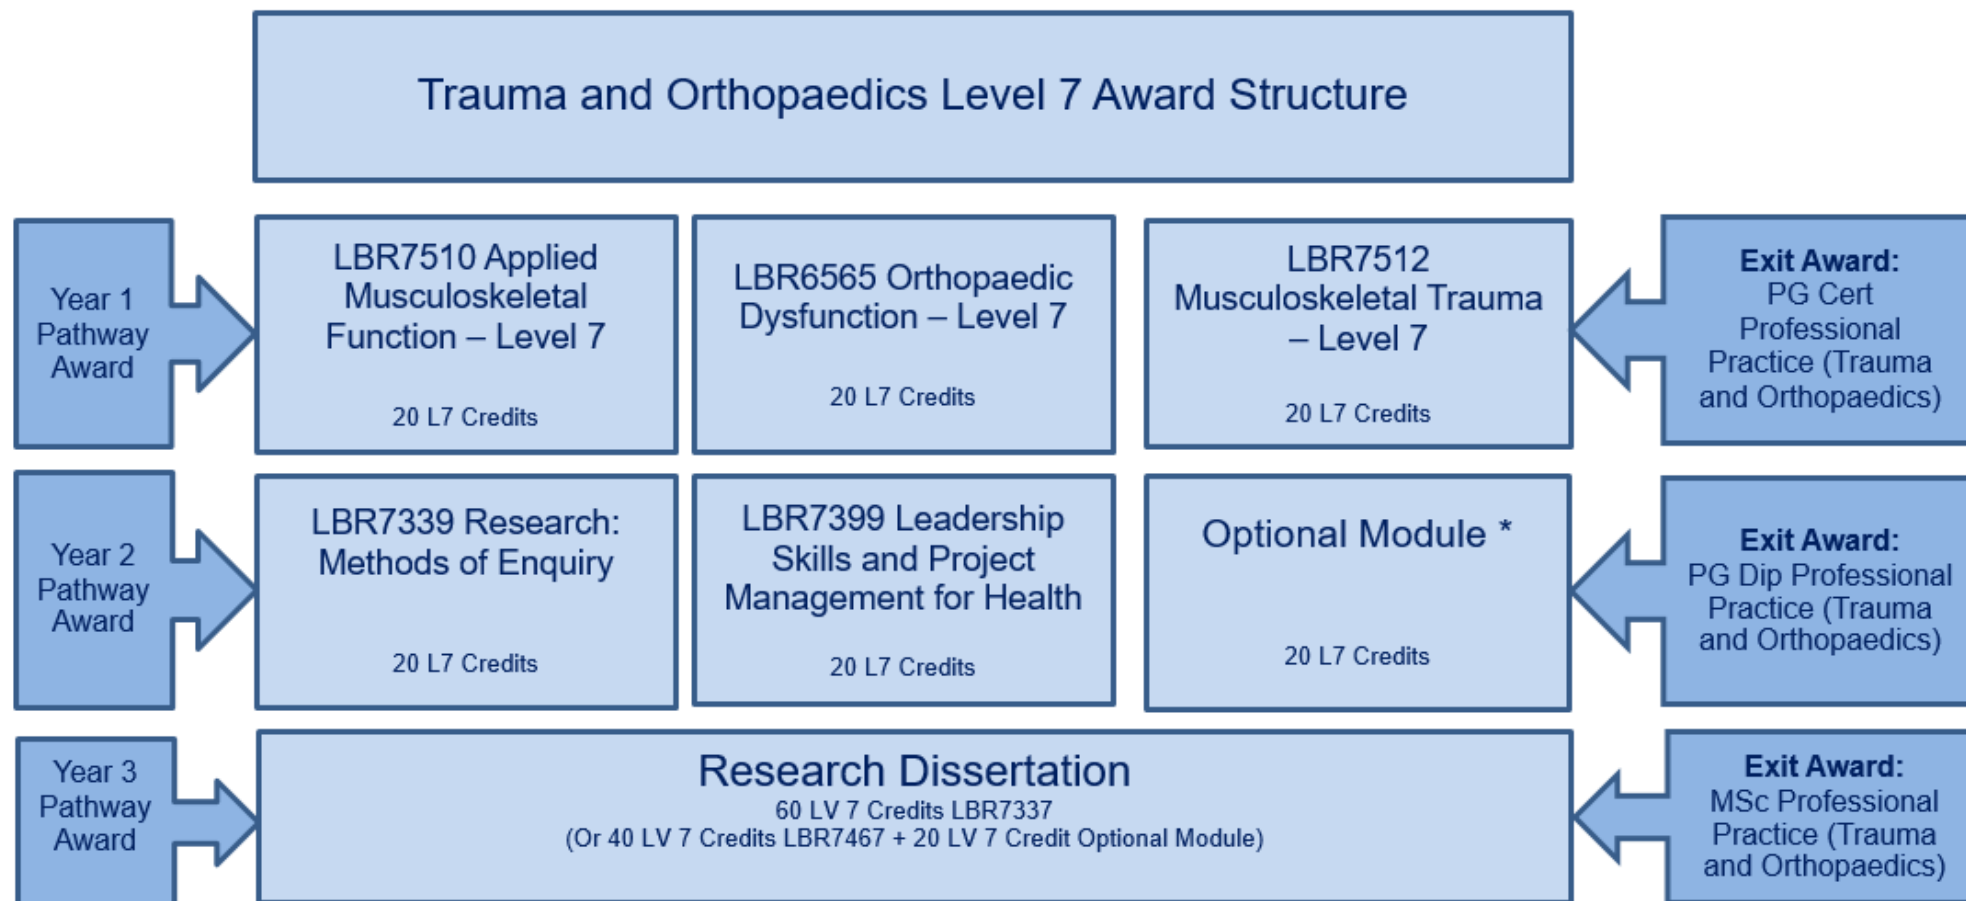 Trauma and Orthopaedics Level 7 Award Structure
Year 1
Pathway
Award
LBR7510 Applied
Musculoskeletal
Function – Level 7
20 L7 Credits
LBR6565 Orthopaedic
Dysfunction – Level 7
20 L7 Credits
LBR7512
Musculoskeletal Trauma
– Level 7
20 L7 Credits
Exit Award:
PG Cert
Professional
Practice (Trauma
and Orthopaedics)
Year 2
Pathway
Award
LBR7339 Research:
Methods of Enquiry
20 L7 Credits
LBR7399 Leadership
Skills and Project
Management for Health
20 L7 Credits
Optional Module *
20 L7 Credits
Exit Award:
PG Dip Professional
Practice (Trauma
and Orthopaedics)
Year 3
Pathway
Award
Research Dissertation
60 LV 7 Credits LBR7337
(Or 40 LV 7 Credits LBR7467 + 20 LV 7 Credit Optional Module)
Exit Award:
MSc Professional
Practice (Trauma
and Orthopaedics)